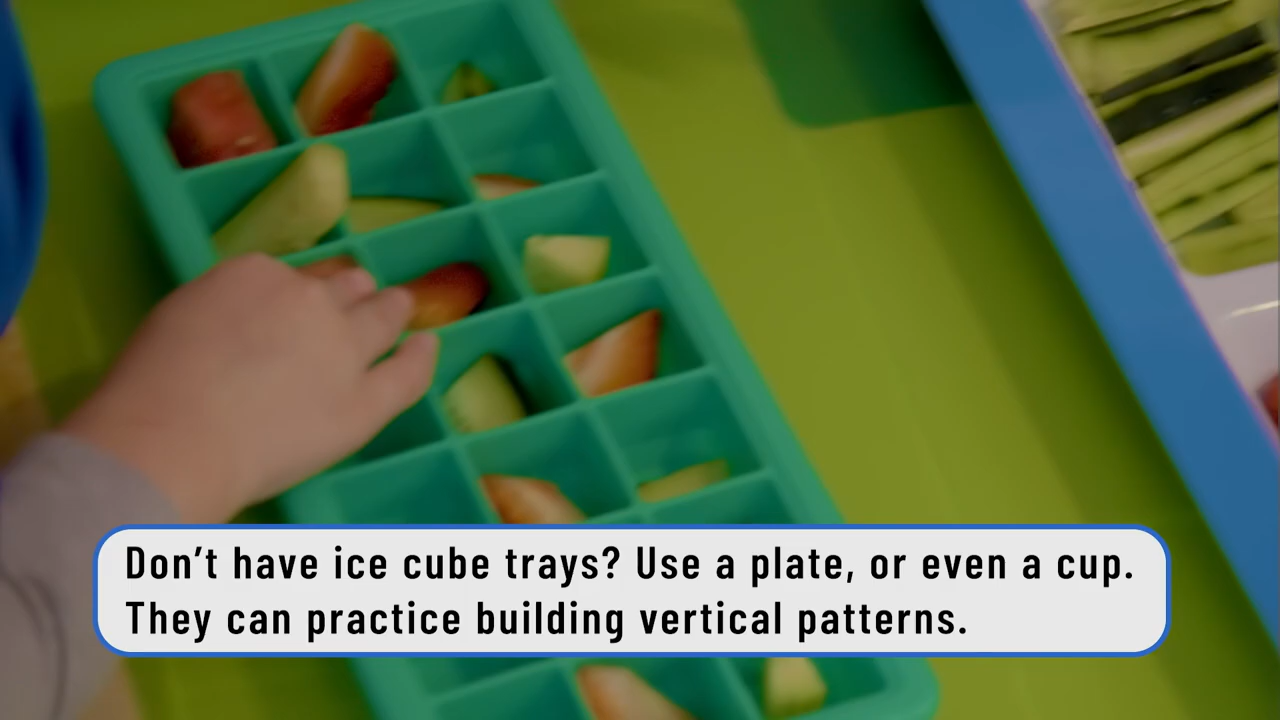 Don’t have ice cube trays? Use a plate, or even a cup.
They can practice building vertical patterns.